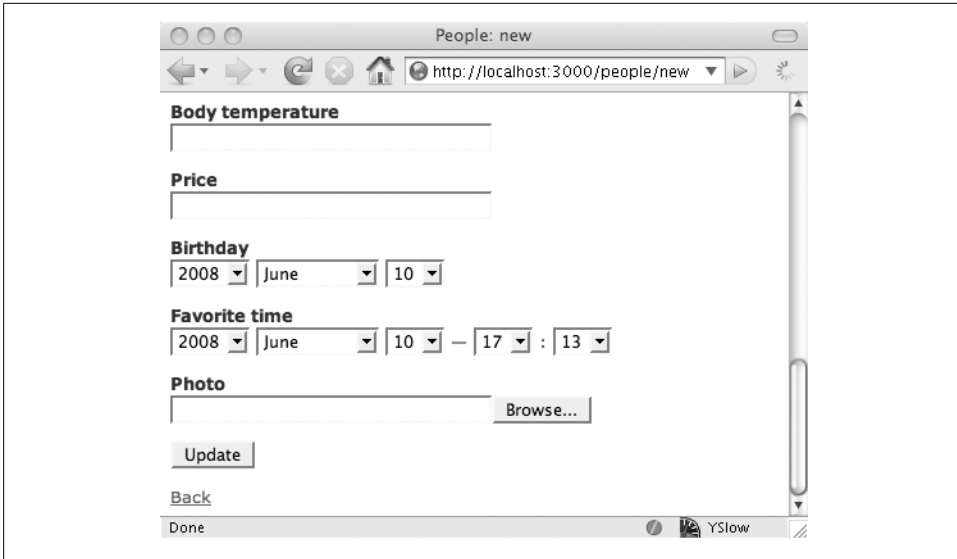 People: new
http://localhost:3000/people/new
Body temperature
Price
Birthday
2008 June 10
Favorite time
2008 June 10 — 17 : 13
Photo
Browse...
Update
Back
Done YSlow